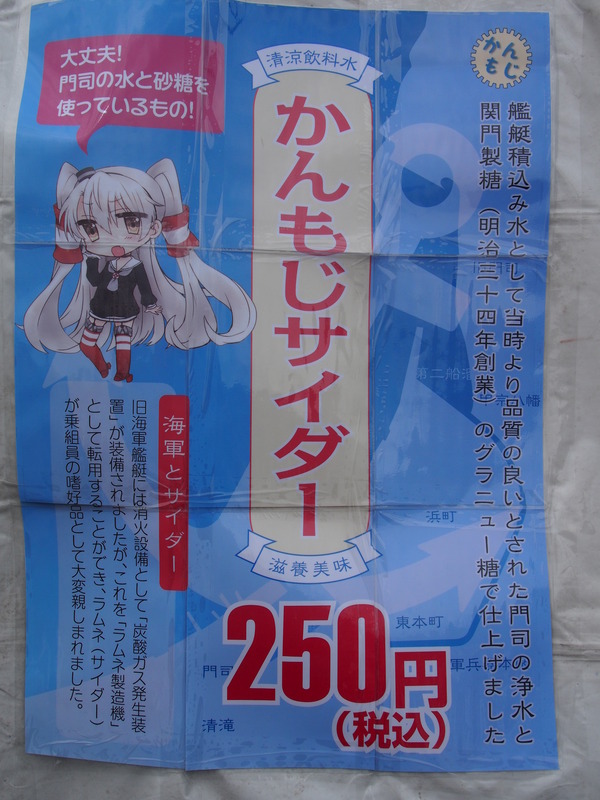 大丈夫!
門司の水と砂糖を
使っているもの!
清涼飲料水
かんもじサイダー
滋養美味
かん
もじ
艦艇積込み水として当時より品質の良いとされた門司の浄水と
関門製糖(明治三十四年創業)のグラニュー糖で仕上げました
海軍とサイダー
旧海軍艦艇には消火設備として「炭酸ガス発生装
置」が装備されましたが、これを「ラムネ製造機」
として転用することができ、ラムネ(サイダー)
が乗組員の嗜好品として大変親しまれました。
250円
(税込)
第二船溜
浜町
東本町
門司
清滝